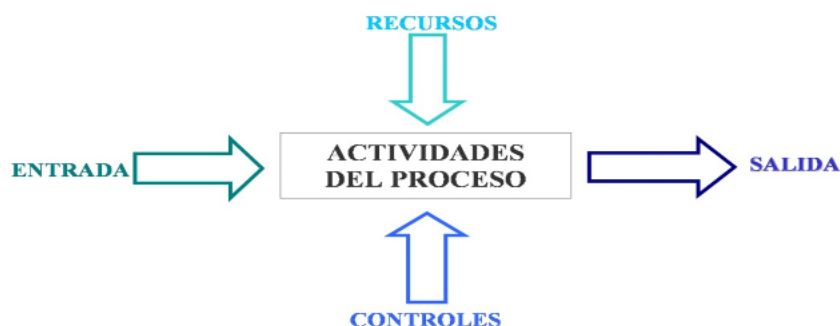 RECURSOS
ENTRADA
ACTIVIDADES
DEL PROCESO
SALIDA
CONTROLES